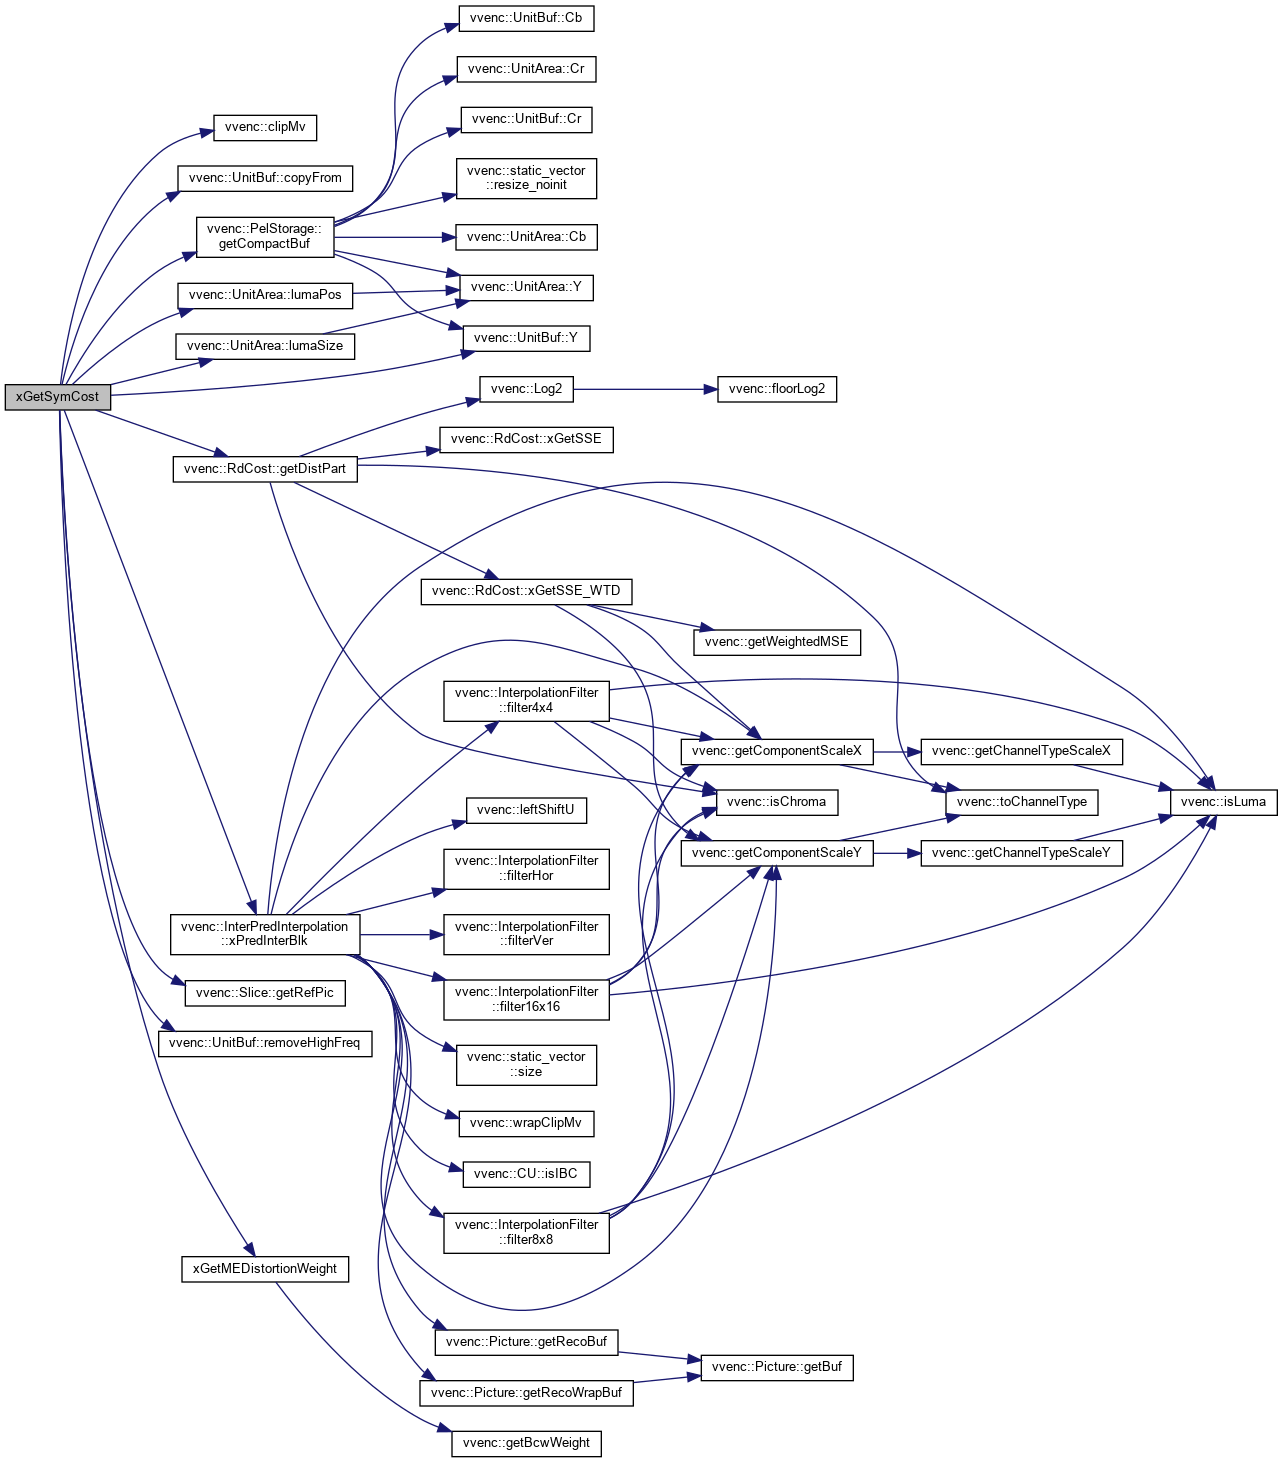 xGetSymCost
vvenc::clipMv
vvenc::UnitBuf::copyFrom
vvenc::PelStorage::
getCompactBuf
vvenc::UnitArea::lumaPos
vvenc::UnitArea::lumaSize
vvenc::RdCost::getDistPart
vvenc::InterPredInterpolation
::xPredInterBlk
vvenc::Slice::getRefPic
vvenc::UnitBuf::removeHighFreq
xGetMEDistortionWeight
vvenc::UnitBuf::Cb
vvenc::UnitArea::Cr
vvenc::UnitBuf::Cr
vvenc::static_vector
::resize_noinit
vvenc::UnitArea::Cb
vvenc::UnitArea::Y
vvenc::UnitBuf::Y
vvenc::Log2
vvenc::RdCost::xGetSSE
vvenc::RdCost::xGetSSE_WTD
vvenc::InterpolationFilter
::filter4x4
vvenc::leftShiftU
vvenc::InterpolationFilter
::filterHor
vvenc::InterpolationFilter
::filterVer
vvenc::InterpolationFilter
::filter16x16
vvenc::static_vector
::size
vvenc::wrapClipMv
vvenc::CU::isIBC
vvenc::InterpolationFilter
::filter8x8
vvenc::Picture::getRecoBuf
vvenc::Picture::getRecoWrapBuf
vvenc::getBcwWeight
vvenc::floorLog2
vvenc::getWeightedMSE
vvenc::getComponentScaleX
vvenc::isChroma
vvenc::getComponentScaleY
vvenc::Picture::getBuf
vvenc::getChannelTypeScaleX
vvenc::toChannelType
vvenc::getChannelTypeScaleY
vvenc::isLuma